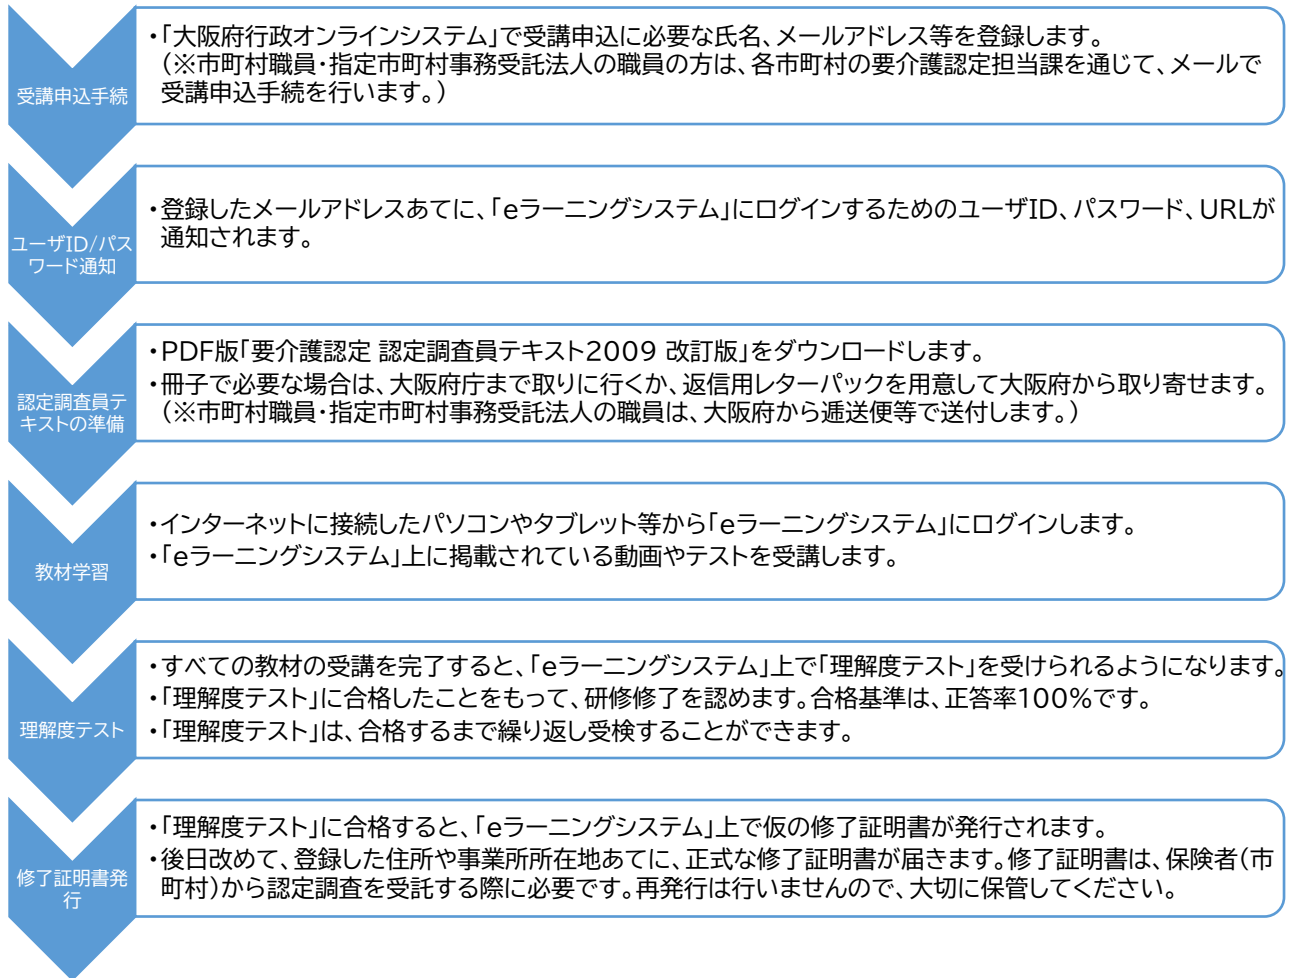 受講申込手続
・「大阪府行政オンラインシステム」で受講申込に必要な氏名、メールアドレス等を登録します。
（※市町村職員・指定市町村事務受託法人の職員の方は、各市町村の要介護認定担当課を通じて、メールで
受講申込手続を行います。）
ユーザID/パス
ワード通知
・登録したメールアドレスあてに、「eラーニングシステム」にログインするためのユーザID、パスワード、URLが
通知されます。
認定調査員テ
キストの準備
・PDF版「要介護認定 認定調査員テキスト2009 改訂版」をダウンロードします。
・冊子で必要な場合は、大阪府庁まで取りに行くか、返信用レターパックを用意して大阪府から取り寄せます。
（※市町村職員・指定市町村事務受託法人の職員は、大阪府から逓送便等で送付します。）
教材学習
・インターネットに接続したパソコンやタブレット等から「eラーニングシステム」にログインします。
・「eラーニングシステム」上に掲載されている動画やテストを受講します。
理解度テスト
・すべての教材の受講を完了すると、「eラーニングシステム」上で「理解度テスト」を受けられるようになります。
・「理解度テスト」に合格したことをもって、研修修了を認めます。合格基準は、正答率100％です。
・「理解度テスト」は、合格するまで繰り返し受検することができます。
修了証明書発
行
・「理解度テスト」に合格すると、「eラーニングシステム」上で仮の修了証明書が発行されます。
・後日改めて、登録した住所や事業所所在地あてに、正式な修了証明書が届きます。修了証明書は、保険者（市
町村）から認定調査を受託する際に必要です。再発行は行いませんので、大切に保管してください。